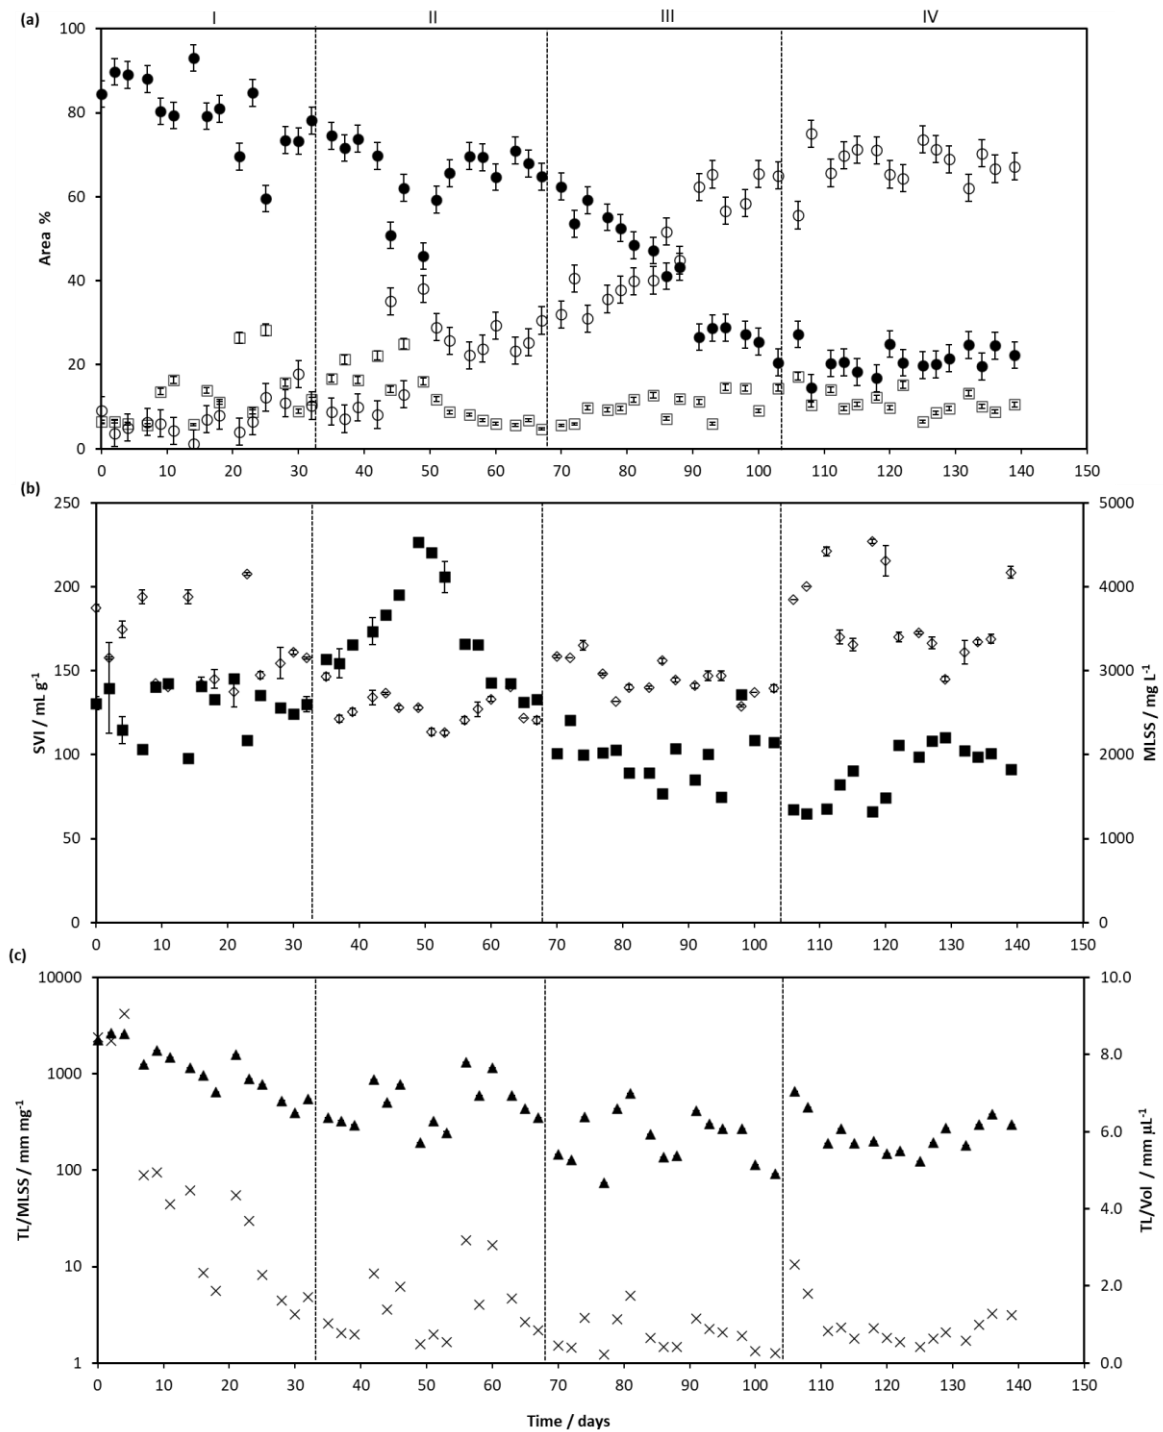 (a)
I II III IV
100
80
60
40
20
0
Area %
0 10 20 30 40 50 60 70 80 90 100 110 120 130 140 150
(b)
250 5000
200 4000
150 3000
100 2000
50 1000
0 0
SVI / mL g-1
MLSS / mg L-1
0 10 20 30 40 50 60 70 80 90 100 110 120 130 140 150
(c)
10000 10.0
1000 8.0
100 6.0
10 4.0
1 2.0
0.0
TL/MLSS / mm mg-1
TL/Vol / mm µL-1
0 10 20 30 40 50 60 70 80 90 100 110 120 130 140 150
Time / days